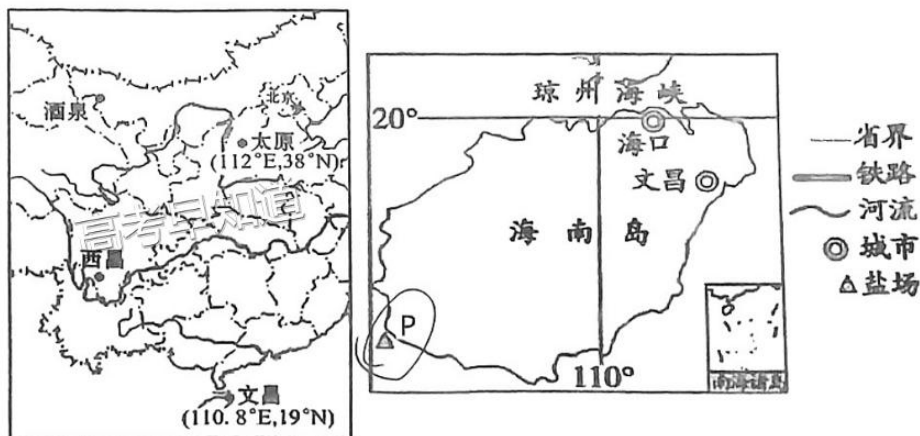 酒泉
北京
太原
(112°E,38°N)
高考早知道
西昌
文昌
(110.8°E,19°N)
琼州海峡
20°
海口
文昌
海南岛
P
110°
南海诸岛
省界
铁路
河流
城市
盐场